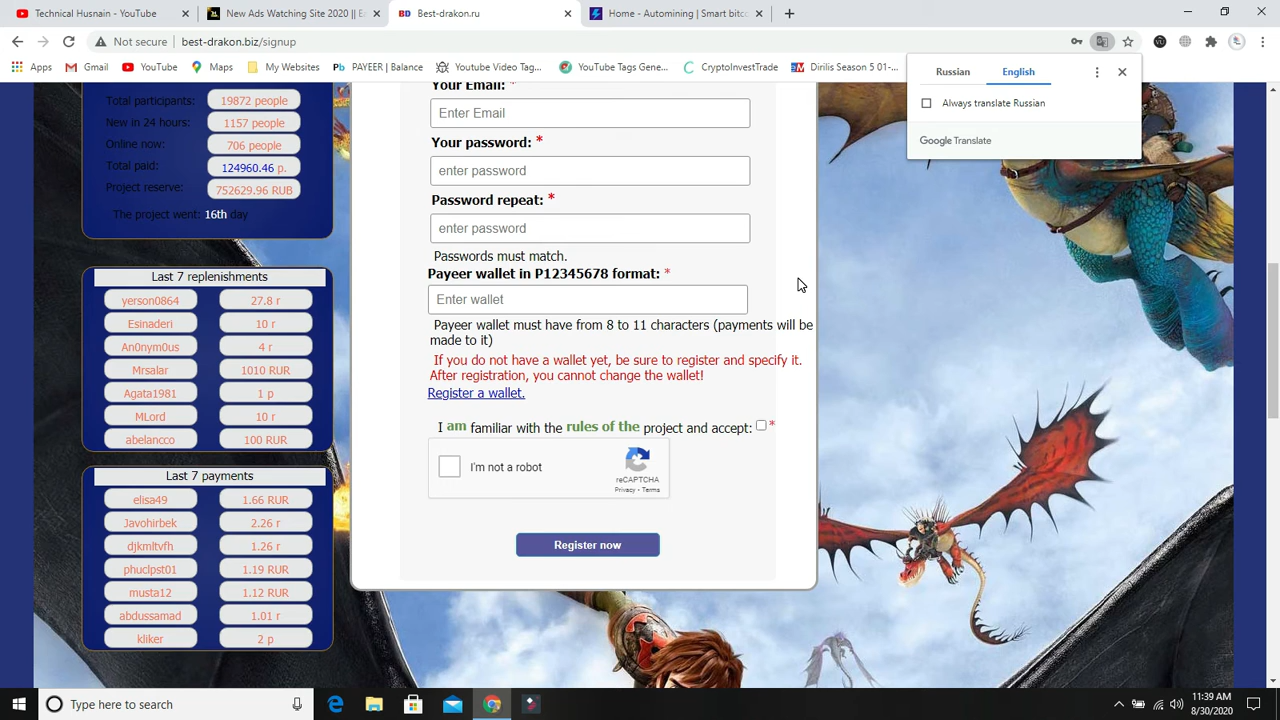 Technical Husain - YouTube
New Ads Watching Site 2020 || Ea
Best-drakon.ru
Home - Automining | Smart bitco
Not secure
best-drakon.biz/signup
Apps
Gmail
YouTube
Maps
My Websites
PAYEER | Balance
Youtube Video Tag...
YouTube Tags Gene...
CryptoInvestTrade
Dirilis Season 5 01-...
Russian
English
Always translate Russian
Google Translate
Total participants: 19872 people
New in 24 hours: 1157 people
Online now: 706 people
Total paid: 124960.46 p.
Project reserve: 752629.96 RUB
The project went: 16th day
Last 7 replenishments
yerson0864 27.8 r
Esinaderi 10 r
An0nym0us 4 r
Mrsalar 1010 RUR
Agata1981 1 p
MLord 10 r
abelancco 100 RUR
Last 7 payments
elisa49 1.66 RUR
Javohirbek 2.26 r
djkmltvfh 1.26 r
phuclpst01 1.19 RUR
musta12 1.12 RUR
abdussamad 1.01 r
kliker 2 p
Your Email: *
Enter Email
Your password: *
enter password
Password repeat: *
enter password
Passwords must match.
Payeer wallet in P12345678 format: *
Enter wallet
Payeer wallet must have from 8 to 11 characters (payments will be
made to it)
If you do not have a wallet yet, be sure to register and specify it.
After registration, you cannot change the wallet!
Register a wallet.
I am familiar with the rules of the project and accept: *
I'm not a robot
reCAPTCHA
Privacy - Terms
Register now
Type here to search
11:39 AM
8/30/2020